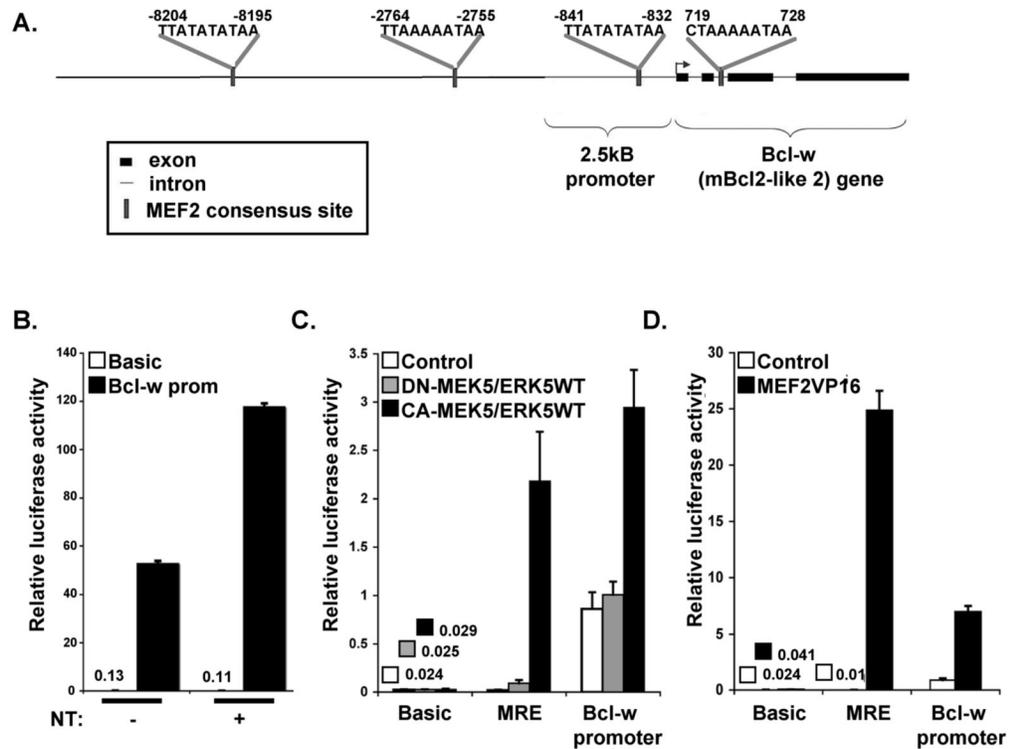 A.
-8204 -8195 -2764 -2755 -841 -832 719 728
TTATATATAA TTAAAAATAA TTATATATAA CTAAAAATAA
2.5kB
promoter
Bcl-w
(mBcl2-like 2) gene
exon
intron
MEF2 consensus site
B.
Relative luciferase activity
140
120
100
80
60
40
20
0
Basic
Bcl-w prom
0.13
0.11
NT: - +
C.
Relative luciferase activity
3.5
3
2.5
2
1.5
1
0.5
0
Control
DN-MEK5/ERK5WT
CA-MEK5/ERK5WT
0.029
0.025
0.024
Basic MRE Bcl-w
promoter
D.
Relative luciferase activity
30
25
20
15
10
5
0
Control
MEF2VP16
0.041
0.024
0.01
Basic MRE Bcl-w
promoter